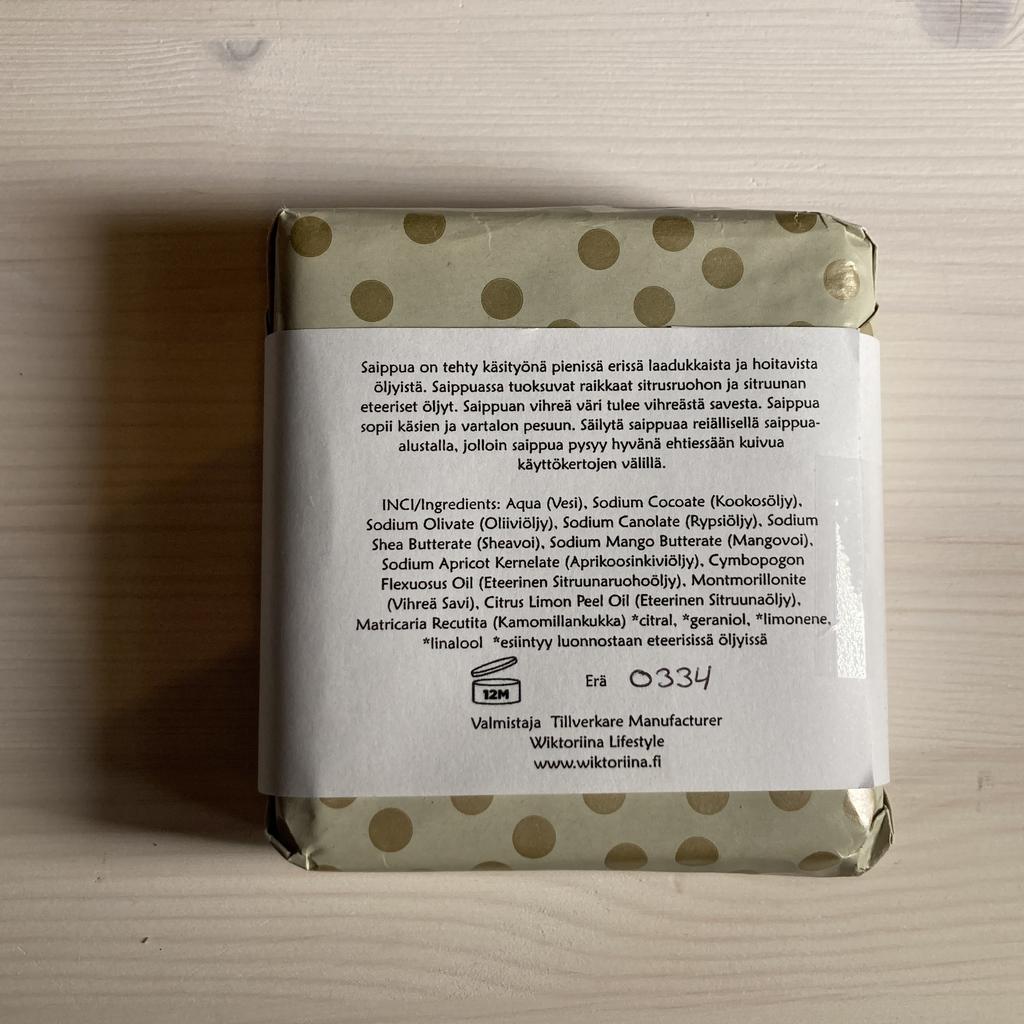 Saippua on tehty käsityönä pienissä erissä laadukkaista ja hoitavista
öljyistä. Saippuassa tuoksuvat raikkaat sitrusruohon ja sitruunan
eteeriset öljyt. Saippuan vihreä väri tulee vihreästä savesta. Saippua
sopii käsien ja vartalon pesuun. Säilytä saippuaa reiällisellä saippua-
alustalla, jolloin saippua pysyy hyvänä ehtiessään kuivua
käyttökertojen välillä.
INCI/Ingredients: Aqua (Vesi), Sodium Cocoate (Kookosöljy),
Sodium Olivate (Oliiviöljy), Sodium Canolate (Rypsiöljy), Sodium
Shea Butterate (Sheavoi), Sodium Mango Butterate (Mangovoi),
Sodium Apricot Kernelate (Aprikoosinkiviöljy), Cymbopogon
Flexuosus Oil (Eteerinen Sitruunaruohoöljy), Montmorillonite
(Vihreä Savi), Citrus Limon Peel Oil (Eteerinen Sitruunaöljy),
Matricaria Recutita (Kamomillankukka) *citral, *geraniol, *limonene,
*linalool *esiintyy luonnostaan eteerisissä öljyissä
12M Erä 0334
Valmistaja Tillverkare Manufacturer
Wiktoriina Lifestyle
www.wiktoriina.fi